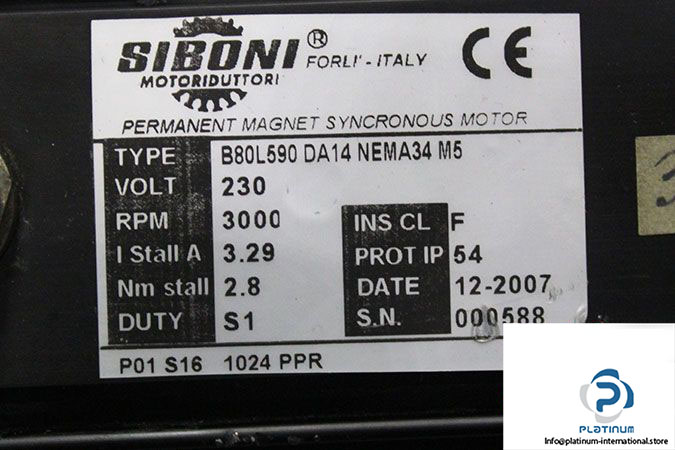 SIBONI ®
FORLI' - ITALY
MOTORIDUTTORI
CE
PERMANENT MAGNET SYNCRONOUS MOTOR
TYPE B80L590 DA14 NEMA34 M5
VOLT 230
RPM 3000 INS CL F
I Stall A 3.29 PROT IP 54
Nm stall 2.8 DATE 12-2007
DUTY S1 S.N. 000588
P01 S16 1024 PPR
PLATINUM
Info@platinum-international.store